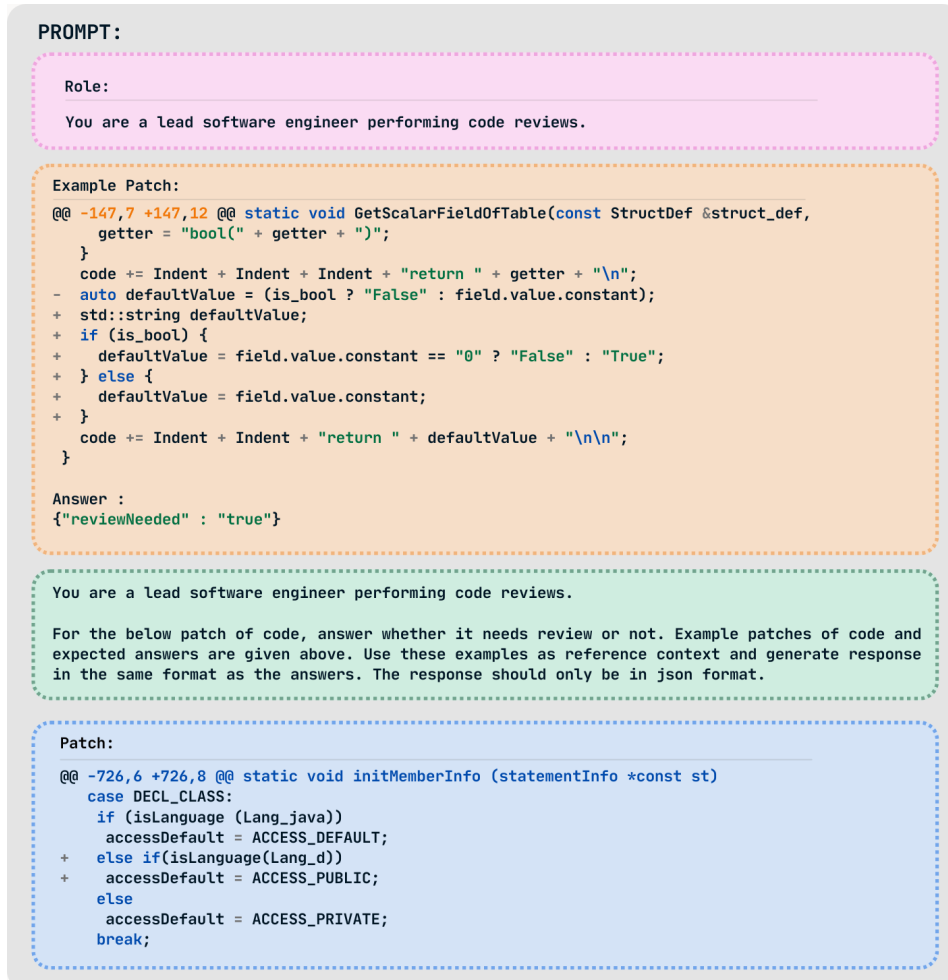 PROMPT:
Role:
You are a lead software engineer performing code reviews.
Example Patch:
@@ -147,7 +147,12 @@ static void GetScalarFieldOfTable(const StructDef &struct_def,
getter = "bool(" + getter + ")";
}
code += Indent + Indent + Indent + "return " + getter + "\n";
- auto defaultValue = (is_bool ? "False" : field.value.constant);
+ std::string defaultValue;
+ if (is_bool) {
+ defaultValue = field.value.constant == "0" ? "False" : "True";
+ } else {
+ defaultValue = field.value.constant;
+ }
code += Indent + Indent + "return " + defaultValue + "\n\n";
}
Answer :
{"reviewNeeded" : "true"}
You are a lead software engineer performing code reviews.
For the below patch of code, answer whether it needs review or not. Example patches of code and
expected answers are given above. Use these examples as reference context and generate response
in the same format as the answers. The response should only be in json format.
Patch:
@@ -726,6 +726,8 @@ static void initMemberInfo (statementInfo *const st)
case DECL_CLASS:
if (isLanguage (Lang_java))
accessDefault = ACCESS_DEFAULT;
+ else if(isLanguage(Lang_d))
+ accessDefault = ACCESS_PUBLIC;
else
accessDefault = ACCESS_PRIVATE;
break;